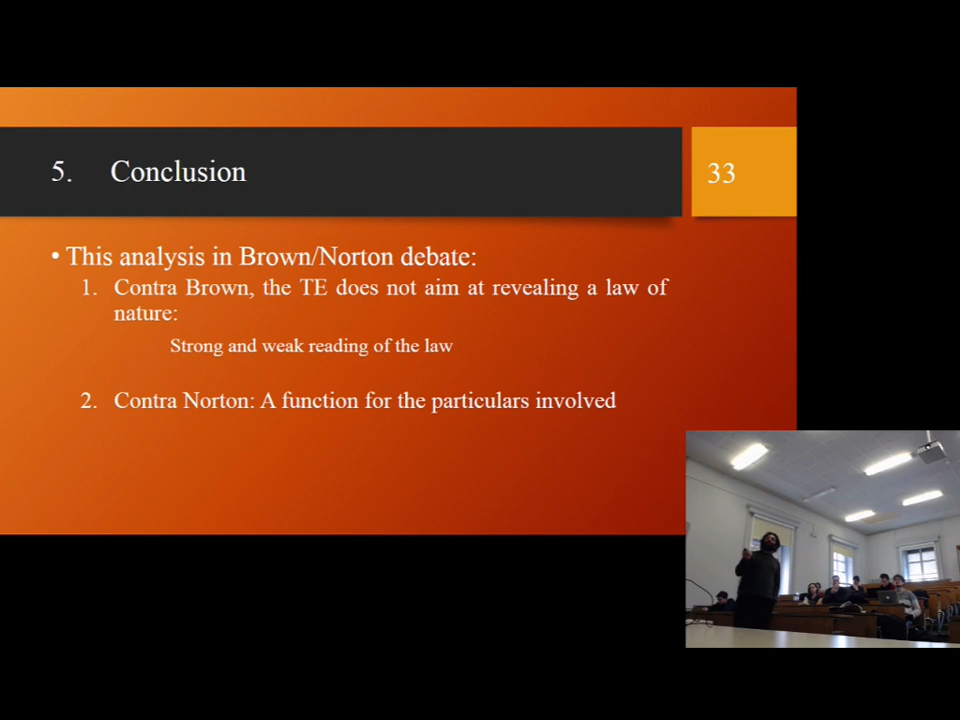 5. Conclusion
33
• This analysis in Brown/Norton debate:
1. Contra Brown, the TE does not aim at revealing a law of
nature:
Strong and weak reading of the law
2. Contra Norton: A function for the particulars involved